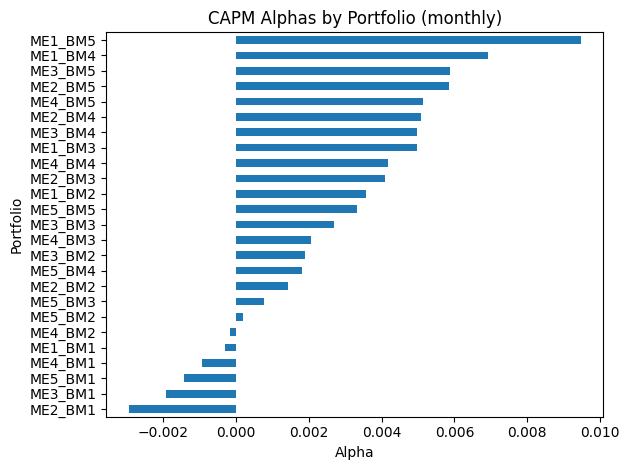 CAPM Alphas by Portfolio (monthly)
ME1_BM5
ME1_BM4
ME3_BM5
ME2_BM5
ME4_BM5
ME2_BM4
ME3_BM4
ME1_BM3
ME4_BM4
ME2_BM3
ME1_BM2
ME5_BM5
ME3_BM3
ME4_BM3
ME3_BM2
ME5_BM4
ME2_BM2
ME5_BM3
ME5_BM2
ME4_BM2
ME1_BM1
ME4_BM1
ME5_BM1
ME3_BM1
ME2_BM1
Portfolio
−0.002 0.000 0.002 0.004 0.006 0.008 0.010
Alpha